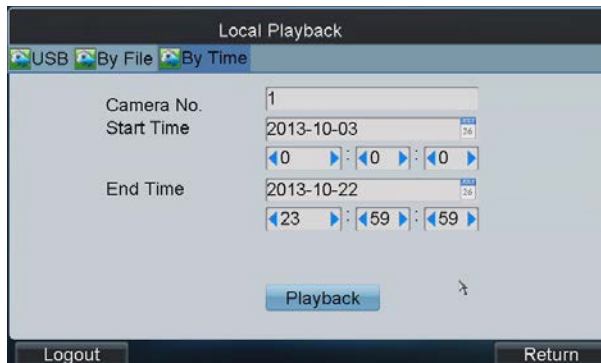 Local Playback
USB By File By Time
Camera No. 1
Start Time 2013-10-03
0 : 0 : 0
End Time 2013-10-22
23 : 59 : 59
Playback
Logout Return